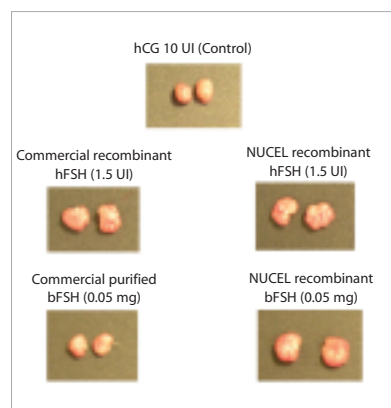 hCG 10 UI (Control)
Commercial recombinant
hFSH (1.5 UI)
NUCEL recombinant
hFSH (1.5 UI)
Commercial purified
bFSH (0.05 mg)
NUCEL recombinant
bFSH (0.05 mg)